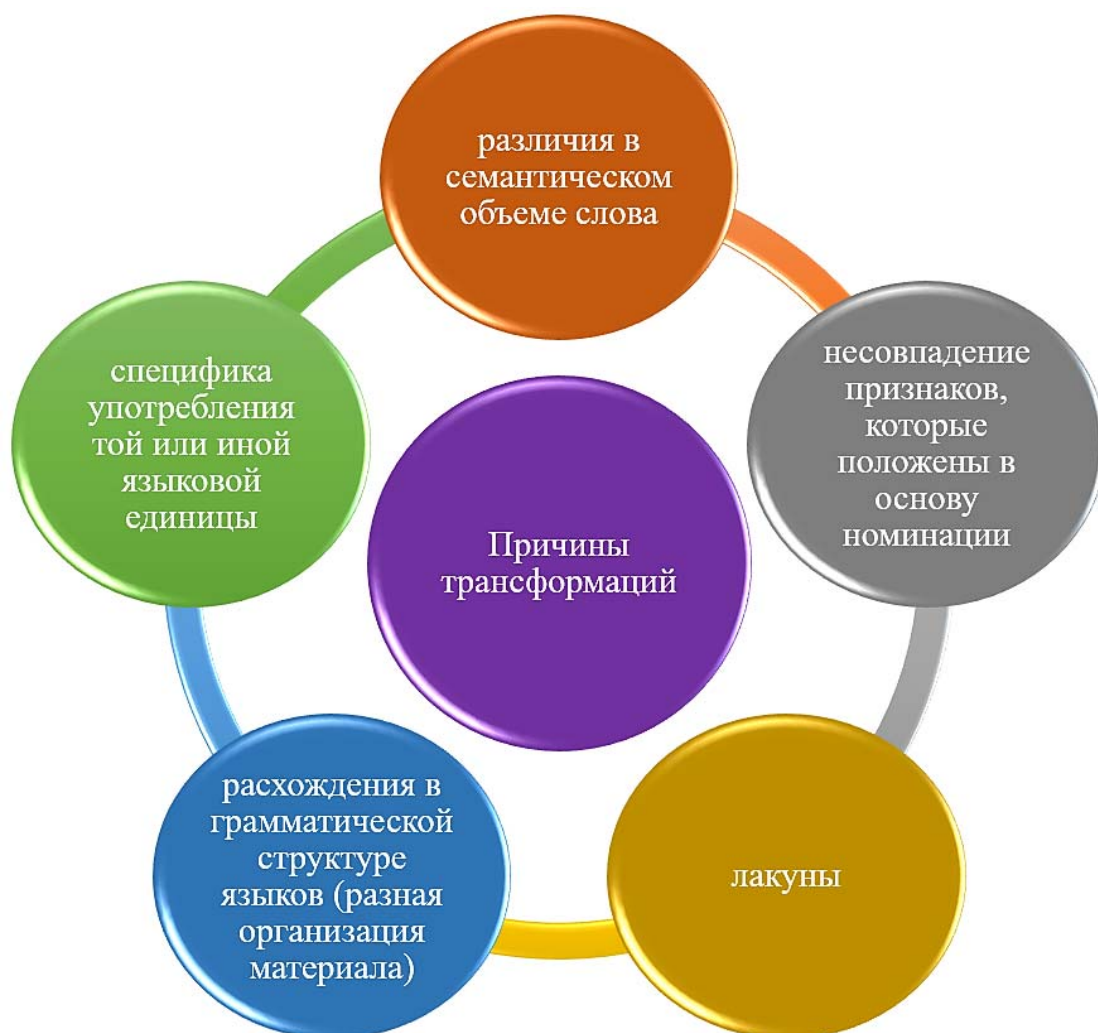 различия в
семантическом
объеме слова
несовпадение
признаков,
которые
положены в
основу
номинации
лакуны
расхождения в
грамматической
структуре
языков (разная
организация
материала)
специфика
употребления
той или иной
языковой
единицы
Причины
трансформаций